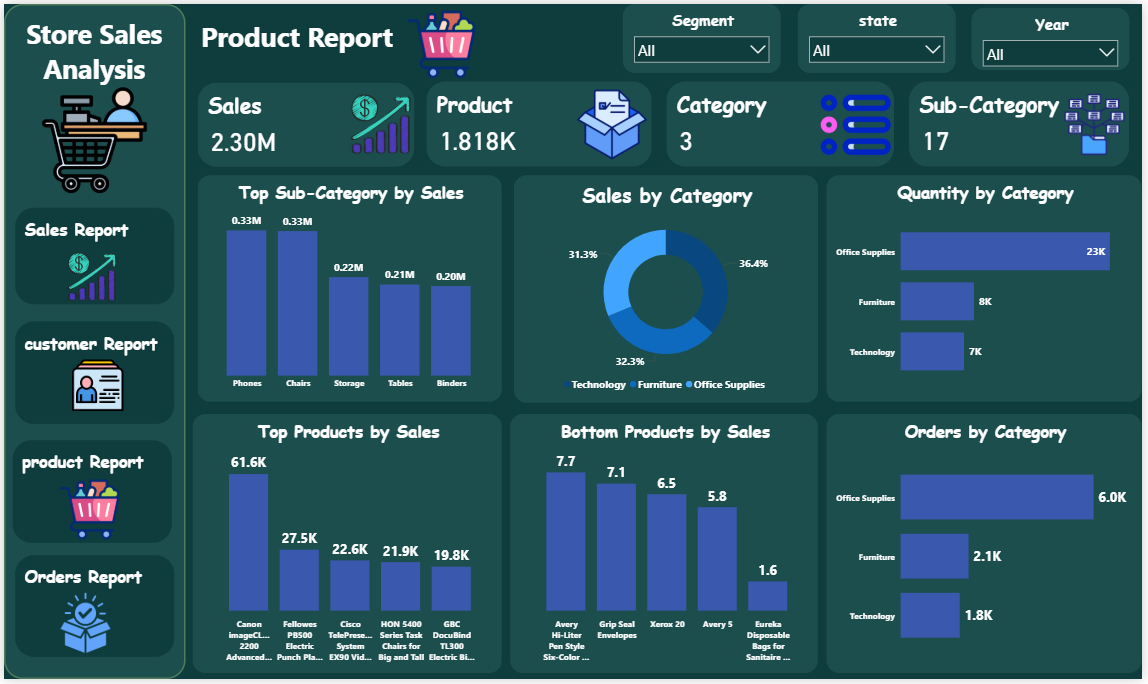 Store Sales
Analysis
Sales Report
customer Report
product Report
Orders Report
Product Report
Segment
All
state
All
Year
All
Sales
2.30M
Product
1.818K
Category
3
Sub-Category
17
Top Sub-Category by Sales
0.33M 0.33M 0.22M 0.21M 0.20M
Phones Chairs Storage Tables Binders
Sales by Category
31.3% 36.4%
32.3%
Technology Furniture Office Supplies
Quantity by Category
Office Supplies 23K
Furniture 8K
Technology 7K
Top Products by Sales
61.6K 27.5K 22.6K 21.9K 19.8K
Canon
imageCL...
2200
Advanced...
Fellowes
PB500
Electric
Punch Pla...
Cisco
TelePrese...
System
EX90 Vid...
HON 5400
Series Task
Chairs for
Big and Tall
GBC
DocuBind
TL300
Electric Bi...
Bottom Products by Sales
7.7 7.1 6.5 5.8 1.6
Avery
Hi-Liter
Pen Style
Six-Color ...
Grip Seal
Envelopes
Xerox 20
Avery 5
Eureka
Disposable
Bags for
Sanitaire ...
Orders by Category
Office Supplies 6.0K
Furniture 2.1K
Technology 1.8K